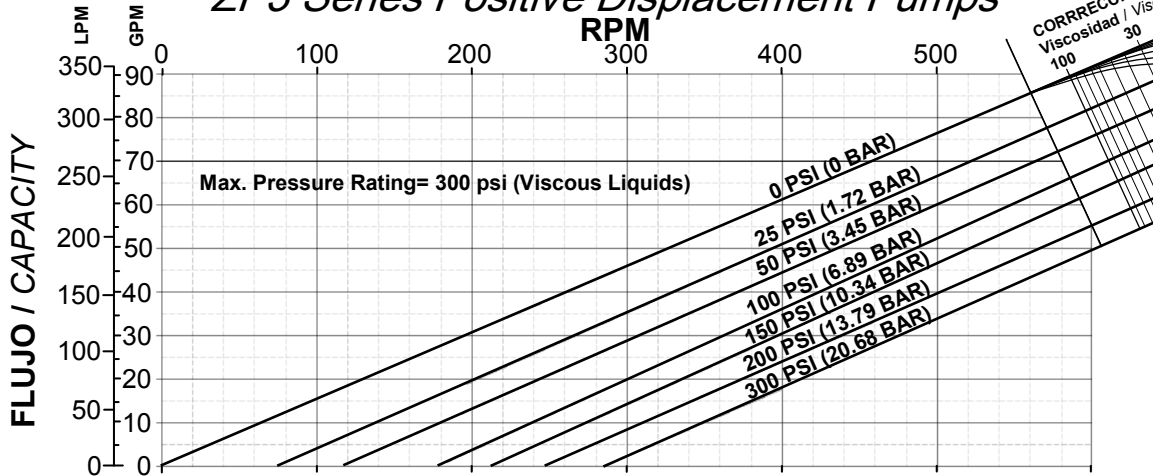 Series Positive Displacement Pumps
RPM
LPM
GPM
0 100 200 300 400 500
350
300
250
200
150
100
50
0
90
80
70
60
50
40
30
20
10
0
FLUJO / CAPACITY
Max. Pressure Rating= 300 psi (Viscous Liquids)
0 PSI (0 BAR)
25 PSI (1.72 BAR)
50 PSI (3.45 BAR)
100 PSI (6.89 BAR)
150 PSI (10.34 BAR)
200 PSI (13.79 BAR)
300 PSI (20.68 BAR)
Viscosidad /
100 30